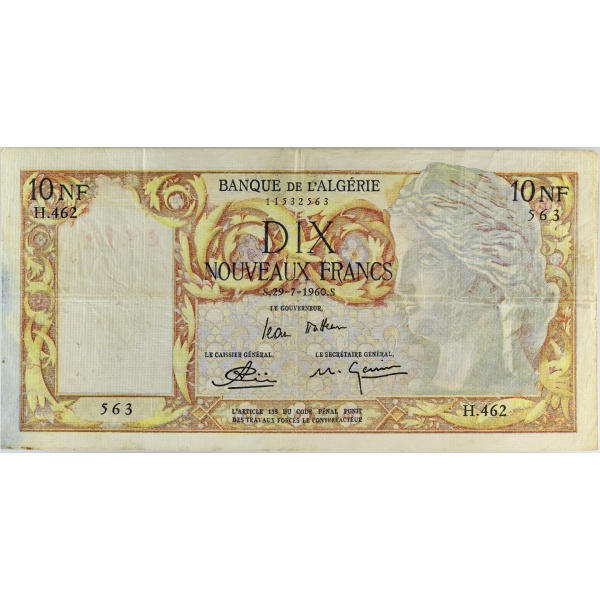 10 NF
H.462
BANQUE DE L'ALGÉRIE
11532563
10 NF
563
DIX
NOUVEAUX FRANCS
S.29-7-1960.S
LE GOUVERNEUR,
LE CAISSIER GÉNÉRAL,
LE SECRÉTAIRE GÉNÉRAL,
563
H.462
L'ARTICLE 139 DU CODE PÉNAL PUNIT
DES TRAVAUX FORCÉS LE CONTREFACTEUR